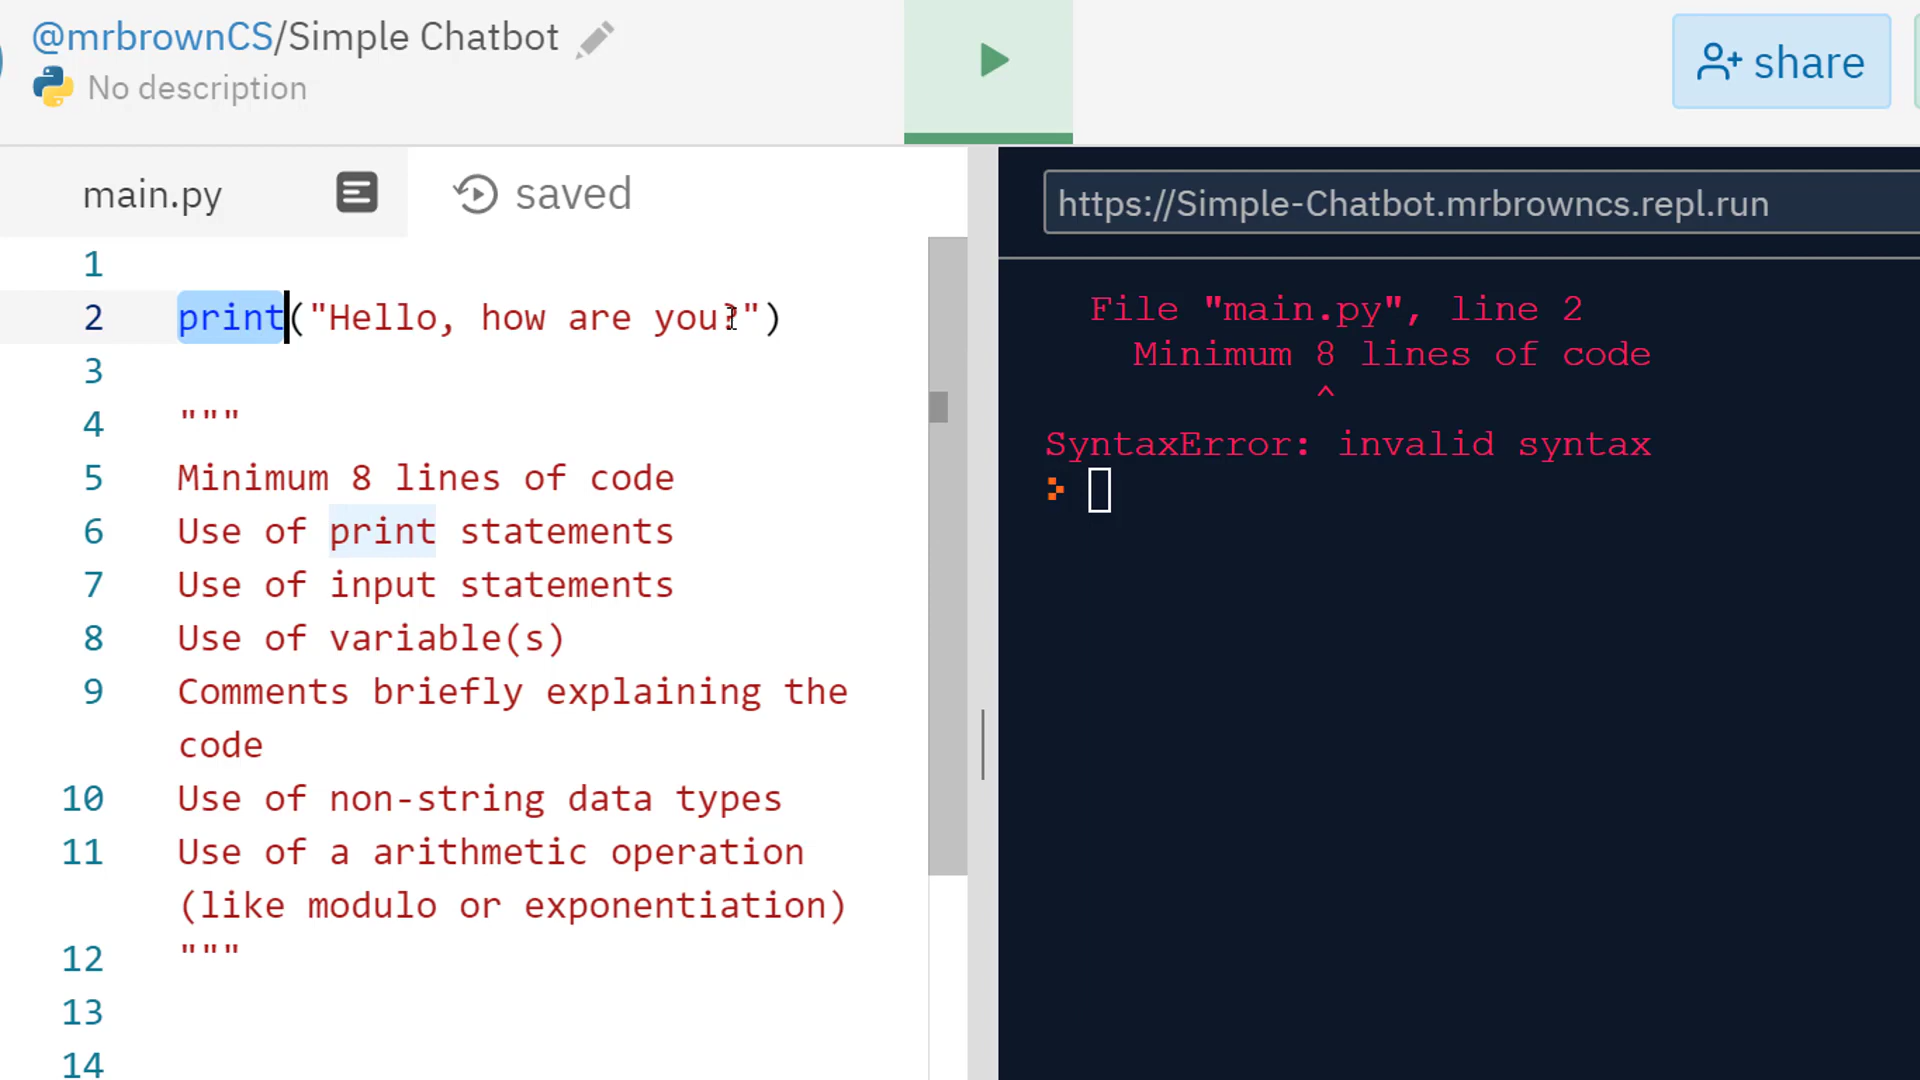 @mrbrownCS/Simple Chatbot
No description
share
main.py
saved
https://Simple-Chatbot.mrbrowncs.repl.run
1
2 print("Hello, how are you?")
3
4 """
5 Minimum 8 lines of code
6 Use of print statements
7 Use of input statements
8 Use of variable(s)
9 Comments briefly explaining the
code
10 Use of non-string data types
11 Use of a arithmetic operation
(like modulo or exponentiation)
12 """
13
14
File "main.py", line 2
Minimum 8 lines of code
^
SyntaxError: invalid syntax